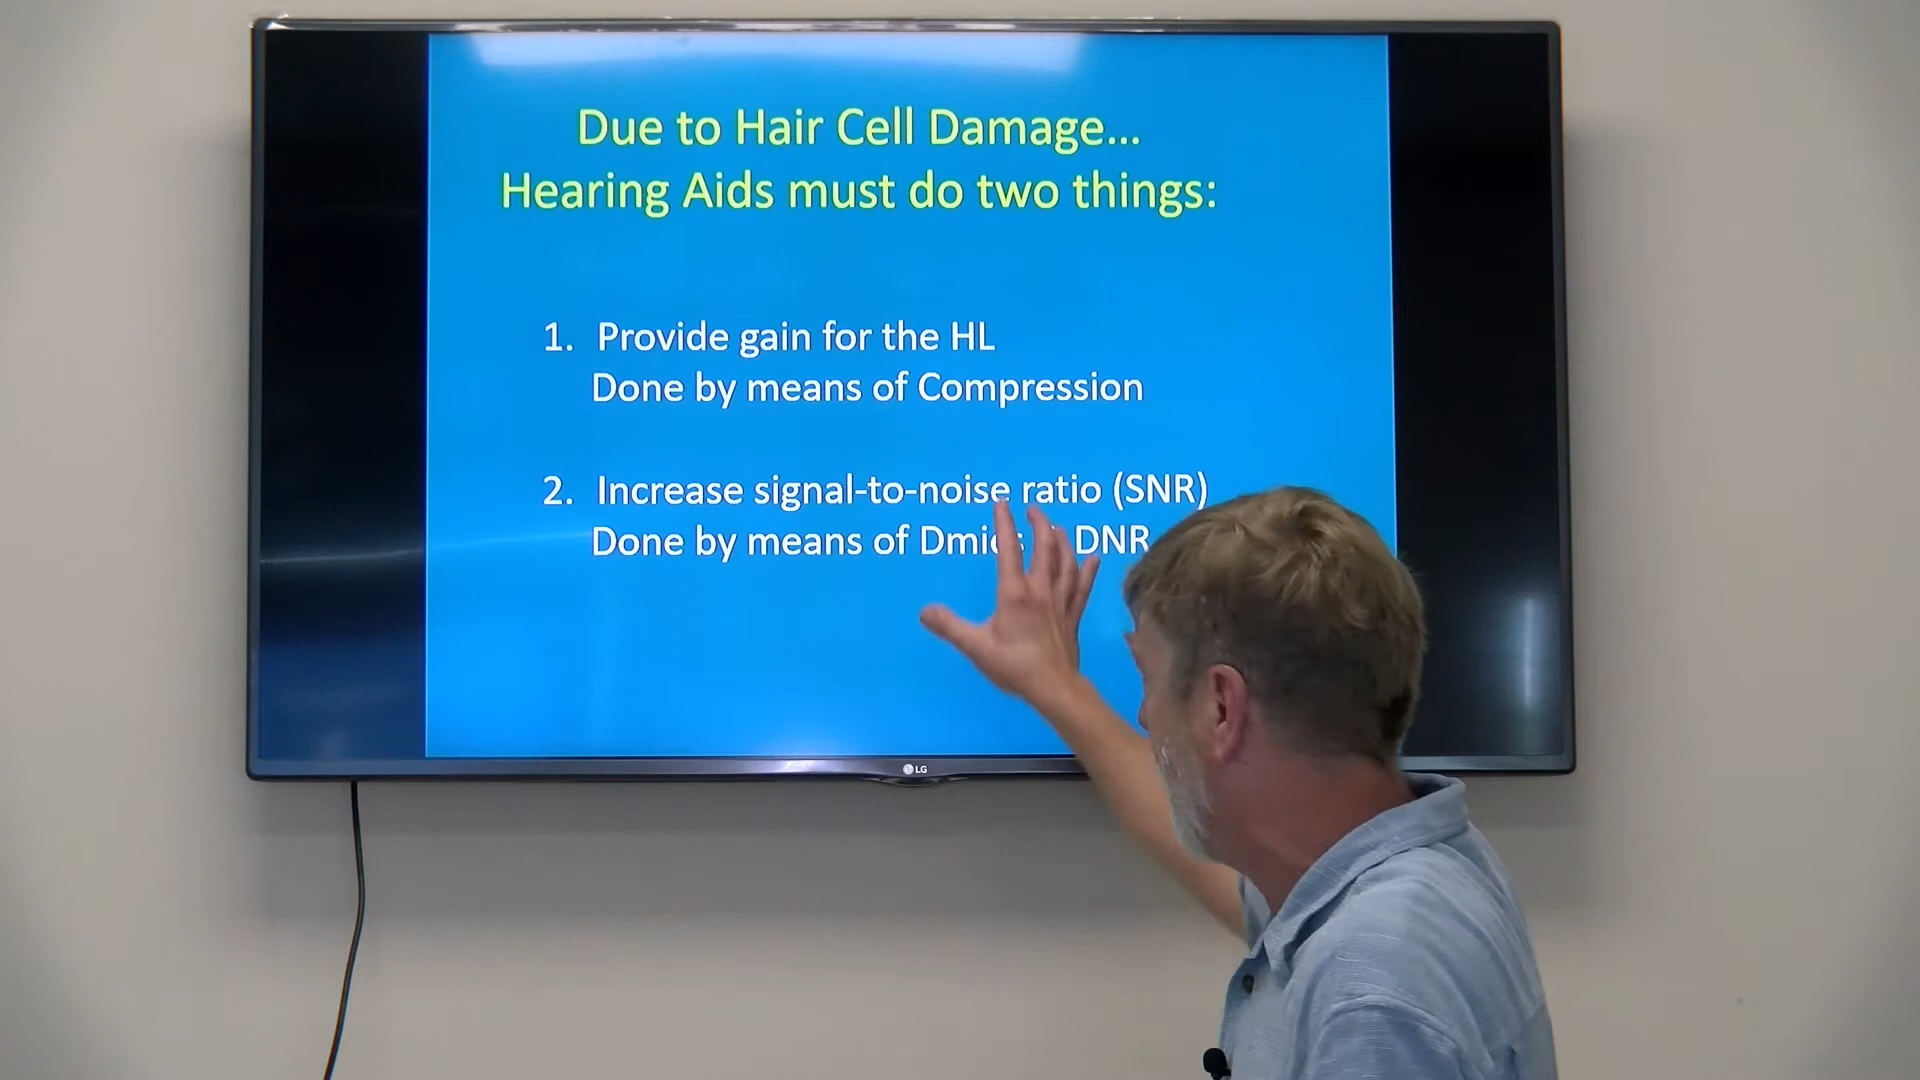 Due to Hair Cell Damage...
Hearing Aids must do two things:
1. Provide gain for the HL
Done by means of Compression
2. Increase signal-to-noise ratio (SNR)
Done by means of DNR
LG